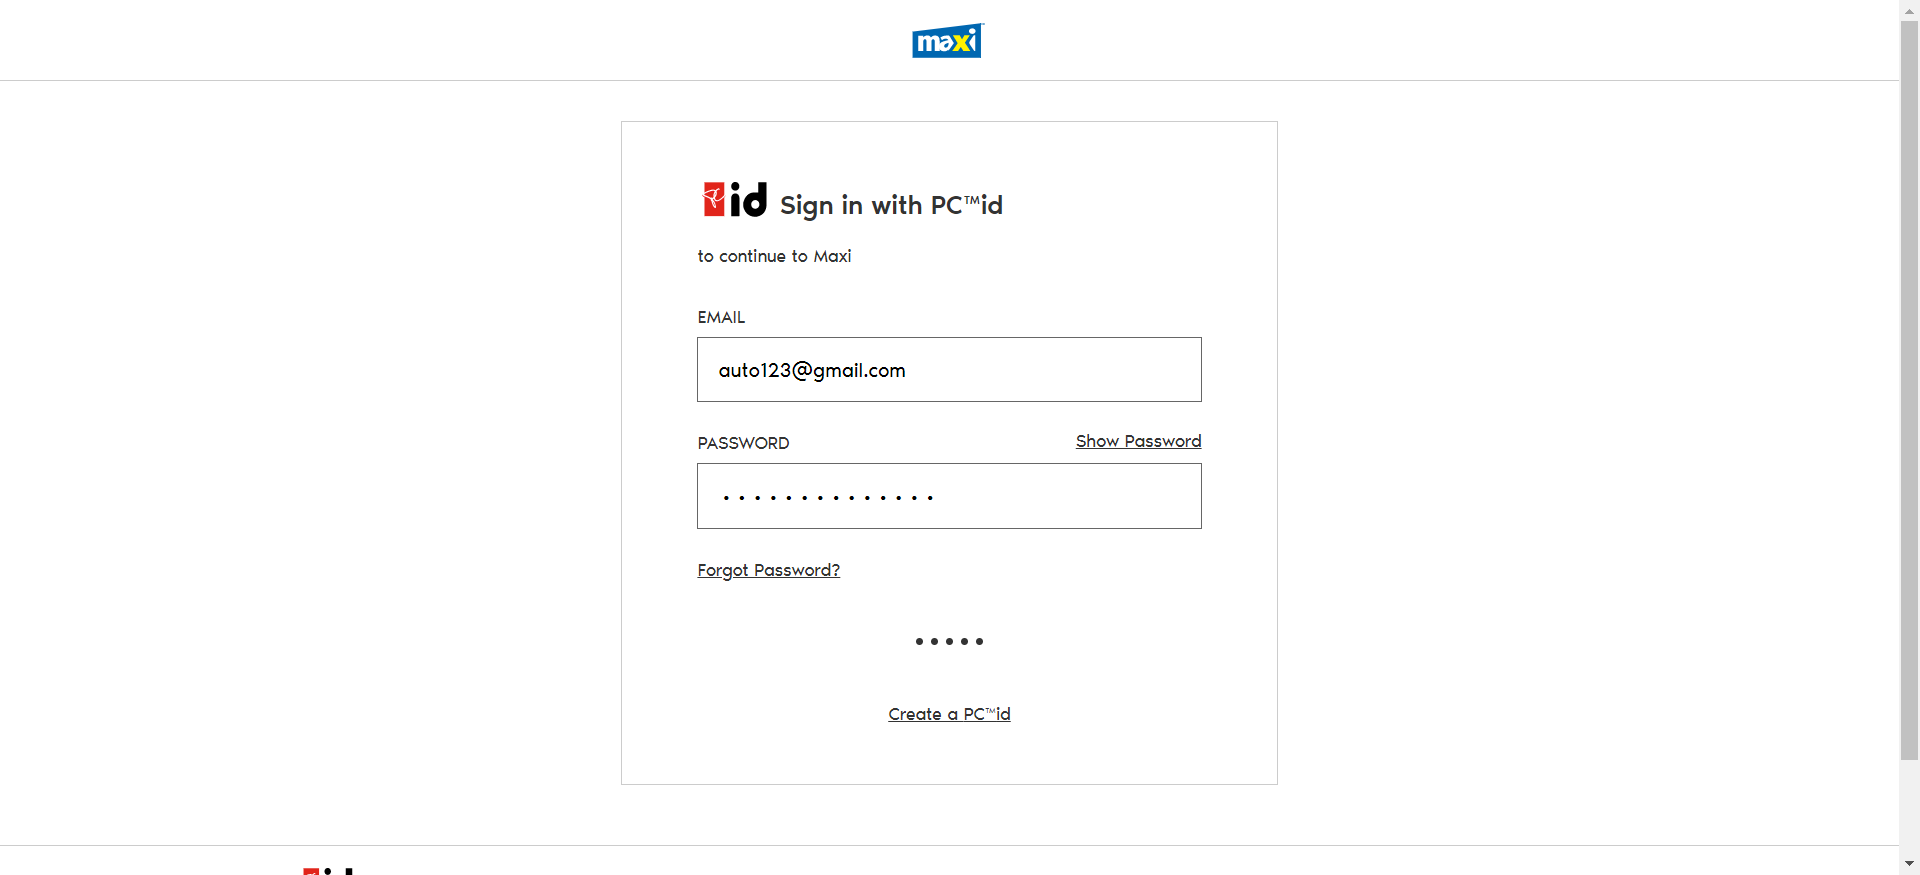 maxi
id Sign in with PC™id
to continue to Maxi
EMAIL
auto123@gmail.com
PASSWORD Show Password
••••••••••••••
Forgot Password?
Create a PC™id